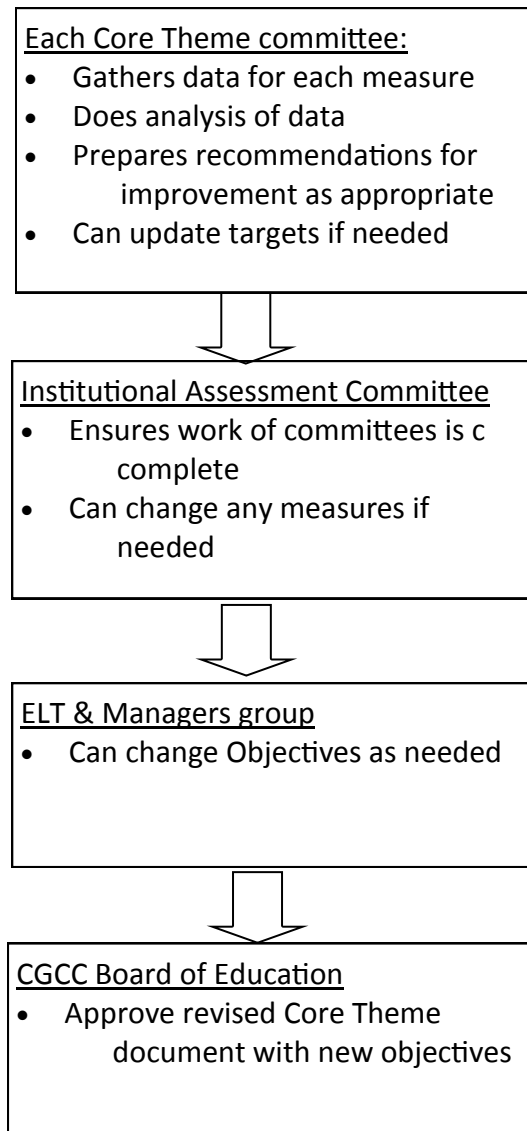 Each Core Theme committee:
• Gathers data for each measure
• Does analysis of data
• Prepares recommendations for
improvement as appropriate
• Can update targets if needed
Institutional Assessment Committee
• Ensures work of committees is c
complete
• Can change any measures if
needed
ELT & Managers group
• Can change Objectives as needed
CGCC Board of Education
• Approve revised Core Theme
document with new objectives